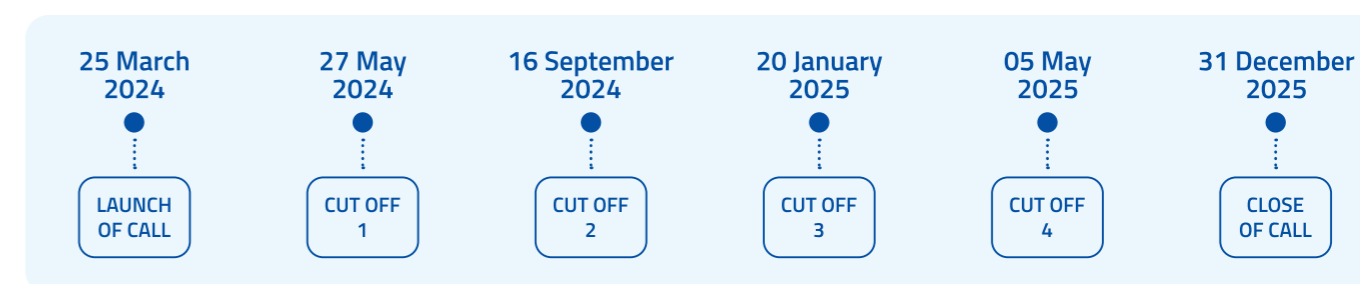 25 March
2024
27 May
2024
16 September
2024
20 January
2025
05 May
2025
31 December
2025
LAUNCH
OF CALL
CUT OFF
1
CUT OFF
2
CUT OFF
3
CUT OFF
4
CLOSE
OF CALL